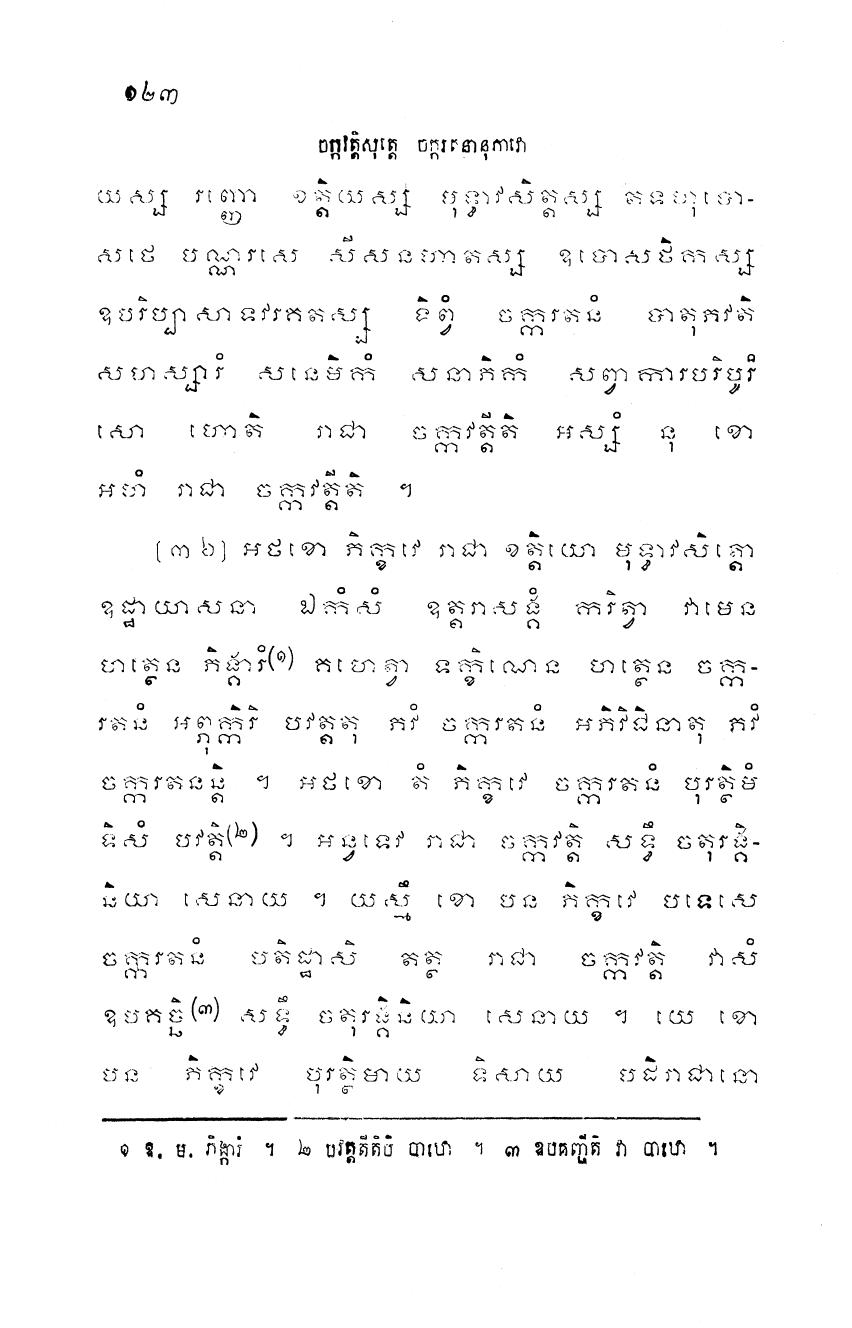 ១២៣
ចក្កវត្តិសុត្តេ ចក្ករតនានុភាវោ
យស្ស រញ្ញោ ខត្តិយស្ស មុទ្ធាវសិត្តស្ស តទហុបោ-
សថេ បណ្ណរសេ សីសនហាតស្ស ឧបោសថិកស្ស
ឧបរិប្បាសាទវរគតស្ស ទិព្វំ ចក្ករតនំ បាតុភវតិ
សហស្សារំ សនេមិកំ សនាភិកំ សព្វាការបរិបូរំ
សោ ហោតិ រាជា ចក្កវត្តីតិ អស្សំ នុ ខោ
អហំ រាជា ចក្កវត្តីតិ ។
[៣៦] អថខោ ភិក្ខវេ រាជា ខត្តិយោ មុទ្ធាវសិត្តោ
ឧដ្ឋាយាសនា ឯកំសំ ឧត្តរាសង្គំ ករិត្វា វាមេន
ហត្ថេន ភិង្គារំ(១) គហេត្វា ទក្ខិណេន ហត្ថេន ចក្ក-
រតនំ អព្ភុក្កិរិ បវត្តតុ ភវំ ចក្ករតនំ អភិវិជិនាតុ ភវំ
ចក្ករតនន្តិ ។ អថខោ តំ ភិក្ខវេ ចក្ករតនំ បុរត្ថិមំ
ទិសំ បវត្តិ(២) ។ អន្វទេវ រាជា ចក្កវត្តិ សទ្ធឹ ចតុរង្គិ-
និយា សេនាយ ។ យស្មឹ ខោ បន ភិក្ខវេ បទេសេ
ចក្ករតនំ បតិដ្ឋាសិ តត្ថ រាជា ចក្កវត្តិ វាសំ
ឧបគច្ឆិ(៣) សទ្ធឹ ចតុរង្គិនិយា សេនាយ ។ យេ ខោ
បន ភិក្ខវេ បុរត្ថិមាយ ទិសាយ បដិរាជានោ
១ ឱ. ម. ភិង្ការំ ។ ២ បវត្តតីតិបិ បាឋោ ។ ៣ ឧបគញ្ឆីតិ វា បាឋោ ។